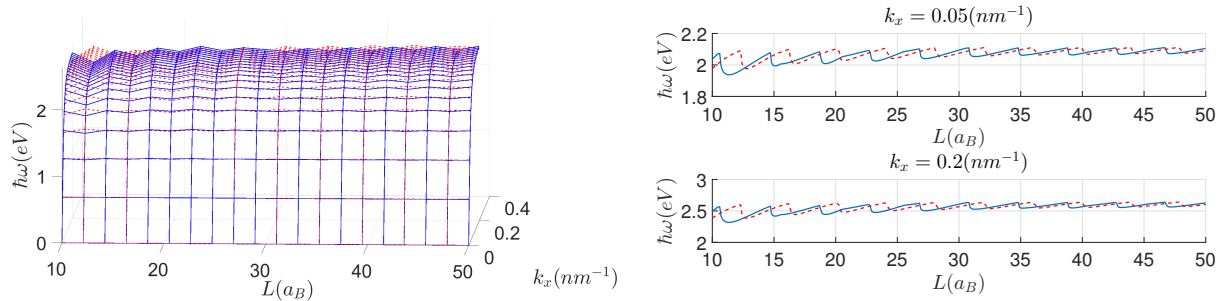 ħω(eV)
2
1
0
10
20
30
40
50
L(a_B)
0.4
0.2
0
k_x(nm⁻¹)
k_x = 0.05(nm⁻¹)
ħω(eV)
2.2
2
1.8
10 15 20 25 30 35 40 45 50
L(a_B)
k_x = 0.2(nm⁻¹)
ħω(eV)
3
2.5
2
10 15 20 25 30 35 40 45 50
L(a_B)